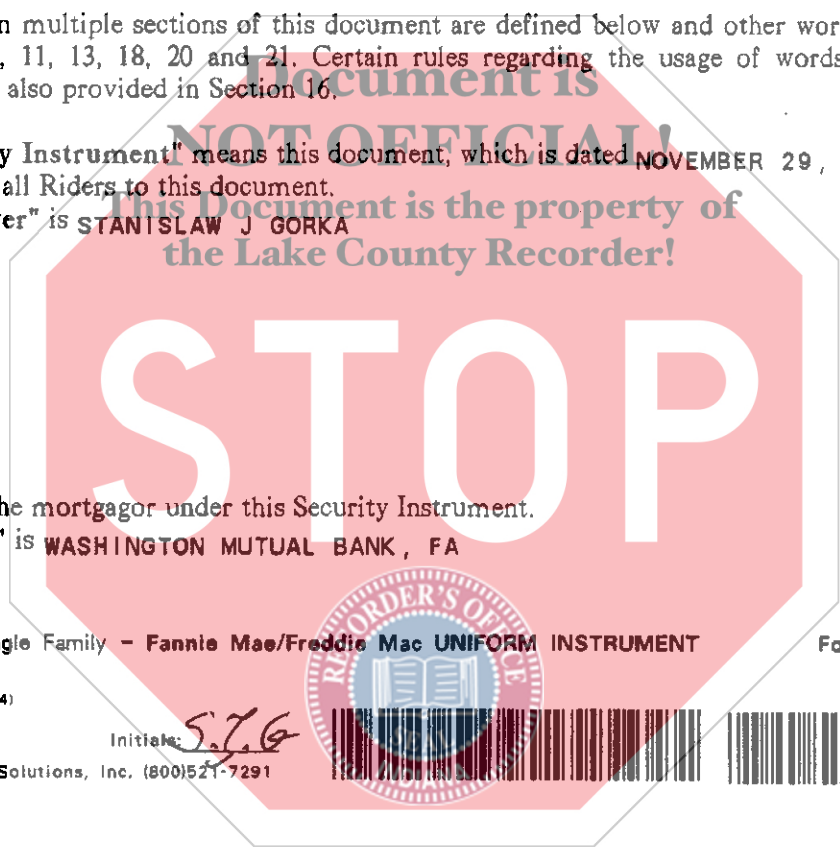 n multiple sections of this document are defined below and other wor
, 11, 13, 18, 20 and 21. Certain rules regarding the usage of words
also provided in Section 16.
Document is
NOT OFFICIAL!
y Instrument" means this document, which is dated NOVEMBER 29,
all Riders to this document.
This Document is the property of
er" is STANISLAW J GORKA
the Lake County Recorder!
STOP
he mortgagor under this Security Instrument.
" is WASHINGTON MUTUAL BANK, FA
RECORDER'S OFFICE
gle Family - Fannie Mae/Freddie Mac UNIFORM INSTRUMENT Fo
4)
Initials: S.J.G
SEAL
Solutions, Inc. (800)521-7291
INDIANA